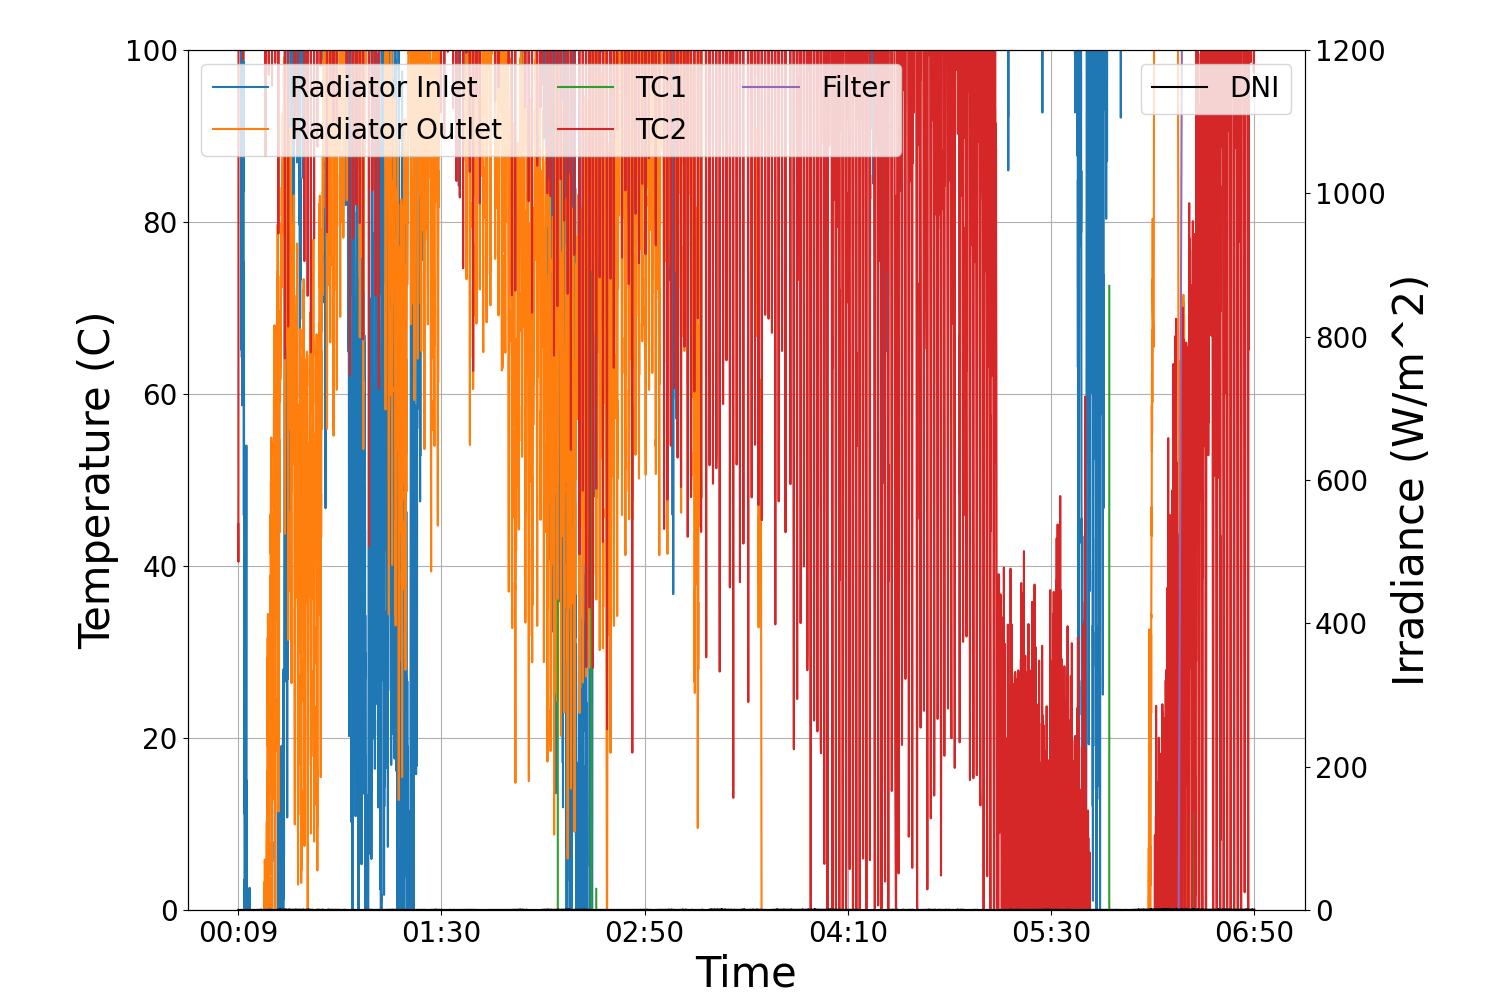 100
80
60
40
20
0
Temperature (C)
Radiator Inlet
Radiator Outlet
TC1
TC2
Filter
DNI
1200
1000
800
600
400
200
0
Irradiance (W/m^2)
00:09 01:30 02:50 04:10 05:30 06:50
Time